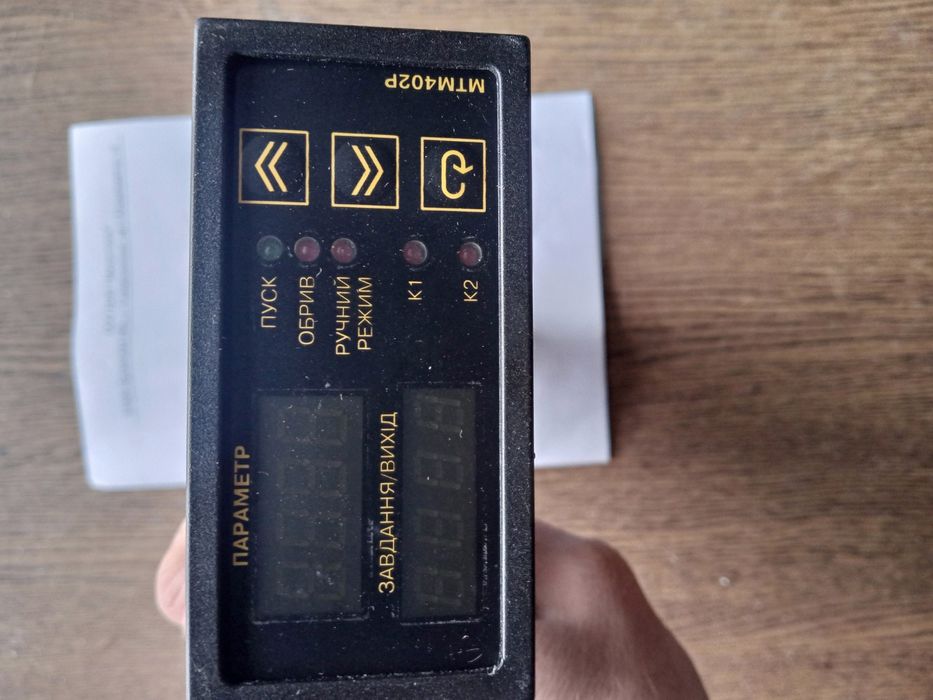 ПАРАМЕТР
ЗАВДАННЯ/ВИХІД
ПУСК
ОБРИВ
РУЧНИЙ
РЕЖИМ
К1
К2
МТМ402Р